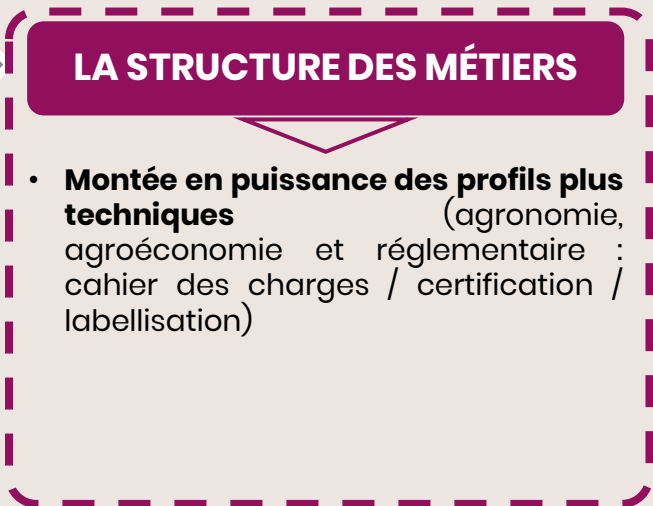 LA STRUCTURE DES MÉTIERS
• Montée en puissance des profils plus
techniques (agronomie,
agroéconomie et réglementaire :
cahier des charges / certification /
labellisation)